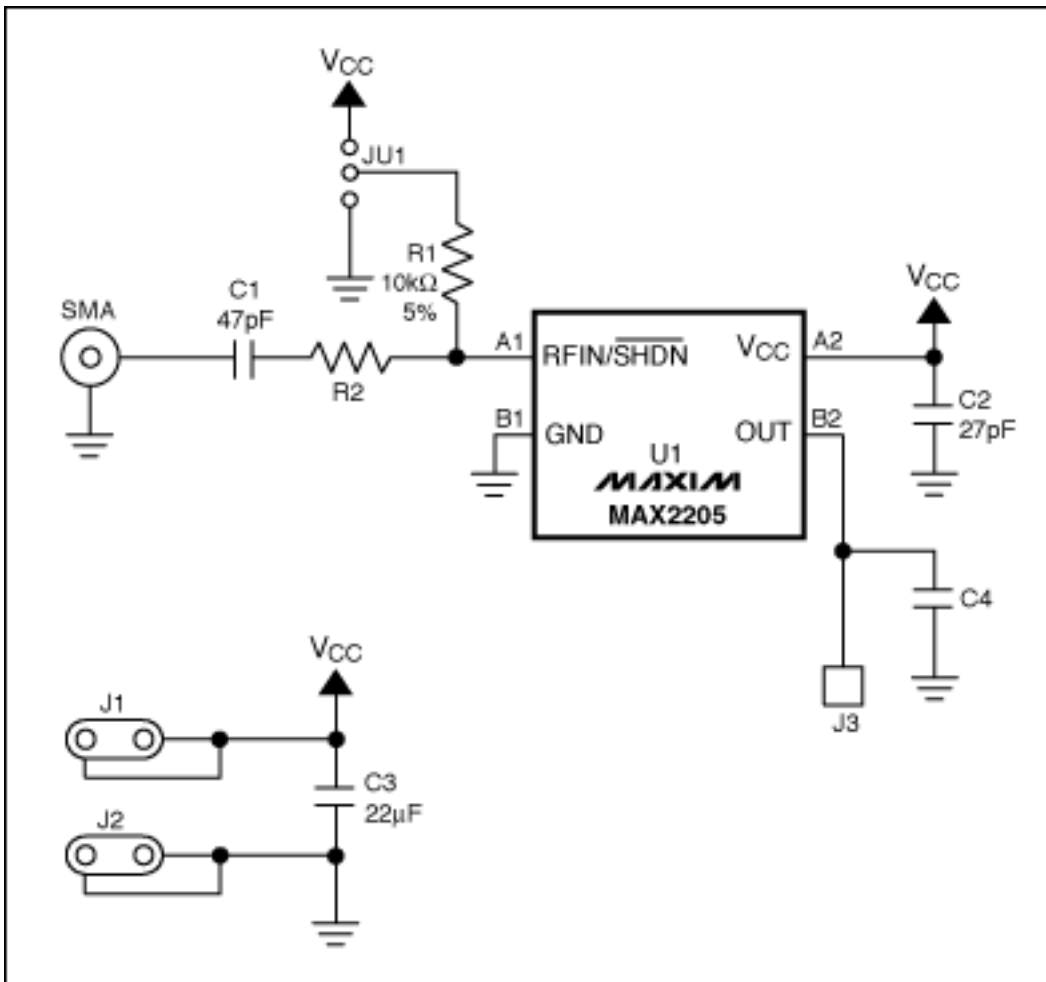 VCC
JU1
R1
10kΩ
5%
C1
47pF
SMA
R2
A1
RFIN/SHDN
VCC
A2
VCC
B1
GND
OUT
B2
C2
27pF
U1
MAXIM
MAX2205
C4
J3
VCC
J1
C3
22μF
J2